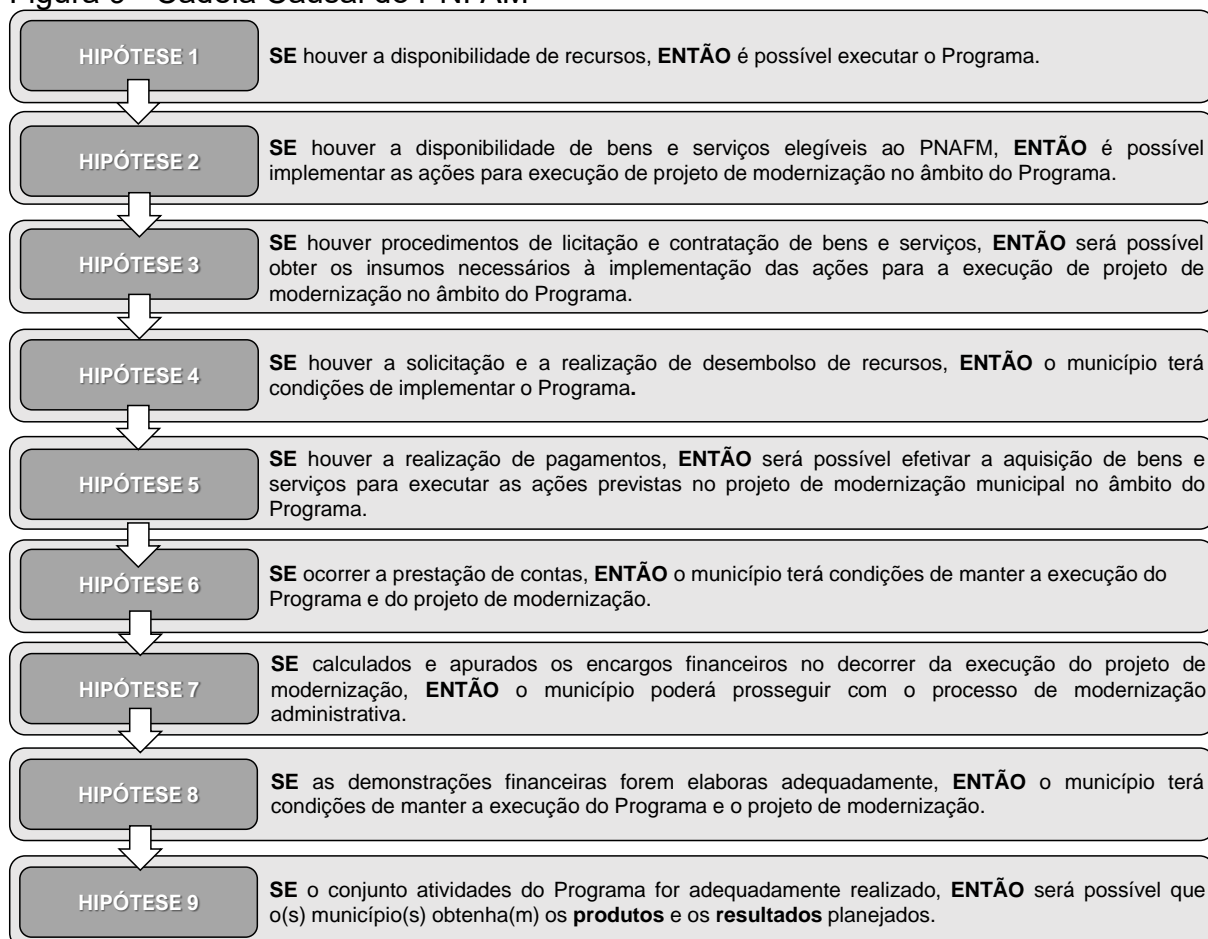 Figura 9 - Cadeia Causal do PNFAM
HIPÓTESE 1
SE houver a disponibilidade de recursos, ENTÃO é possível executar o Programa.
HIPÓTESE 2
SE houver a disponibilidade de bens e serviços elegíveis ao PNAFM, ENTÃO é possível
implementar as ações para execução de projeto de modernização no âmbito do Programa.
HIPÓTESE 3
SE houver procedimentos de licitação e contratação de bens e serviços, ENTÃO será possível
obter os insumos necessários à implementação das ações para a execução de projeto de
modernização no âmbito do Programa.
HIPÓTESE 4
SE houver a solicitação e a realização de desembolso de recursos, ENTÃO o município terá
condições de implementar o Programa.
HIPÓTESE 5
SE houver a realização de pagamentos, ENTÃO será possível efetivar a aquisição de bens e
serviços para executar as ações previstas no projeto de modernização municipal no âmbito do
Programa.
HIPÓTESE 6
SE ocorrer a prestação de contas, ENTÃO o município terá condições de manter a execução do
Programa e do projeto de modernização.
HIPÓTESE 7
SE calculados e apurados os encargos financeiros no decorrer da execução do projeto de
modernização, ENTÃO o município poderá prosseguir com o processo de modernização
administrativa.
HIPÓTESE 8
SE as demonstrações financeiras forem elaboras adequadamente, ENTÃO o município terá
condições de manter a execução do Programa e o projeto de modernização.
HIPÓTESE 9
SE o conjunto atividades do Programa for adequadamente realizado, ENTÃO será possível que
o(s) município(s) obtenha(m) os produtos e os resultados planejados.